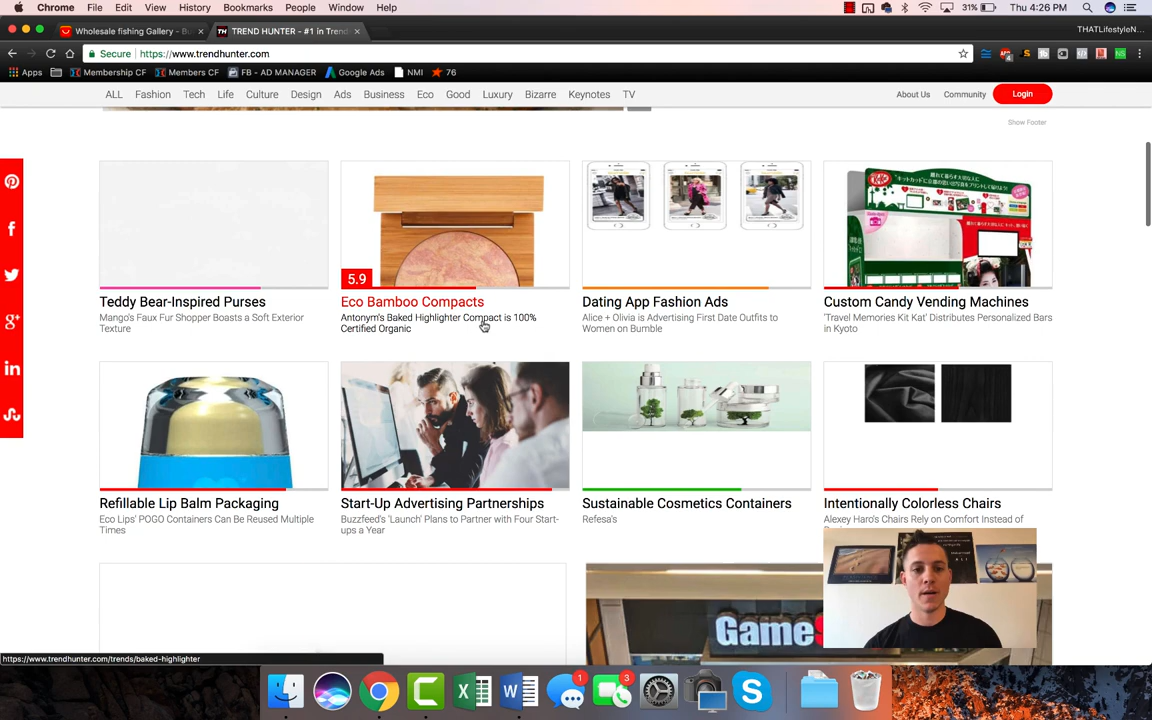 Chrome File Edit View History Bookmarks People Window Help 31% Thu 4:26 PM
Wholesale fishing Gallery - Bu TREND HUNTER - #1 in Trend THATLifestyleN...
Secure https://www.trendhunter.com
Apps Membership CF Members CF FB - AD MANAGER Google Ads NMI 76
ALL Fashion Tech Life Culture Design Ads Business Eco Good Luxury Bizarre Keynotes TV About Us Community Login
Show Footer
5.9
Teddy Bear-Inspired Purses
Mango's Faux Fur Shopper Boasts a Soft Exterior
Texture
Eco Bamboo Compacts
Antonym's Baked Highlighter Compact is 100%
Certified Organic
Dating App Fashion Ads
Alice + Olivia is Advertising First Date Outfits to
Women on Bumble
Custom Candy Vending Machines
'Travel Memories Kit Kat' Distributes Personalized Bars
in Kyoto
Refillable Lip Balm Packaging
Eco Lips' POGO Containers Can Be Reused Multiple
Times
Start-Up Advertising Partnerships
Buzzfeed's 'Launch' Plans to Partner with Four Start-
ups a Year
Sustainable Cosmetics Containers
Refesa's
Intentionally Colorless Chairs
Alexey Haro's Chairs Rely on Comfort Instead of
ALI
Game
https://www.trendhunter.com/trends/baked-highlighter
1 3